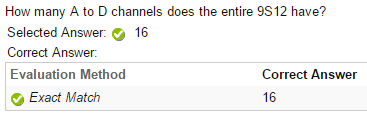 How many A to D channels does the entire 9S12 have?
Selected Answer: 16
Correct Answer:
Evaluation Method Correct Answer
Exact Match 16